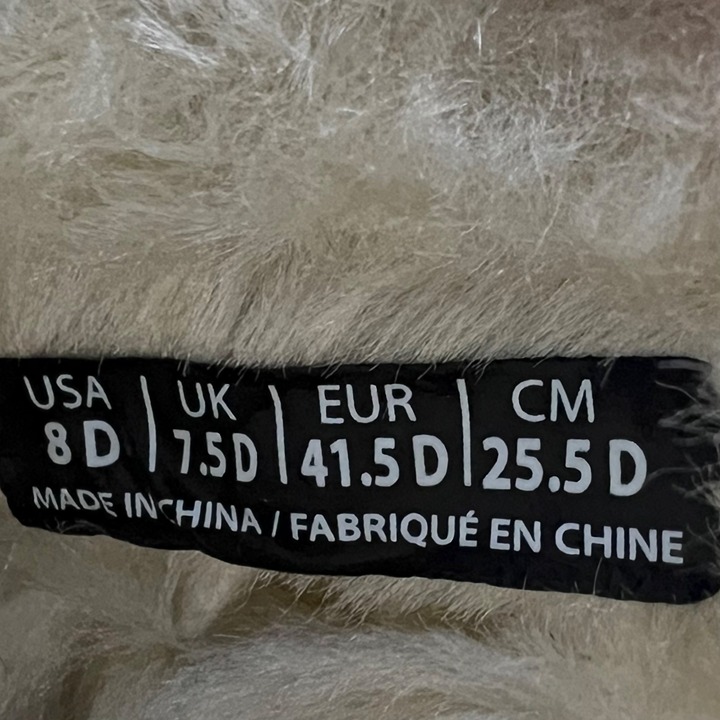 USA | UK | EUR | CM
8 D | 7.5 D | 41.5 D | 25.5 D
MADE IN CHINA / FABRIQUÉ EN CHINE